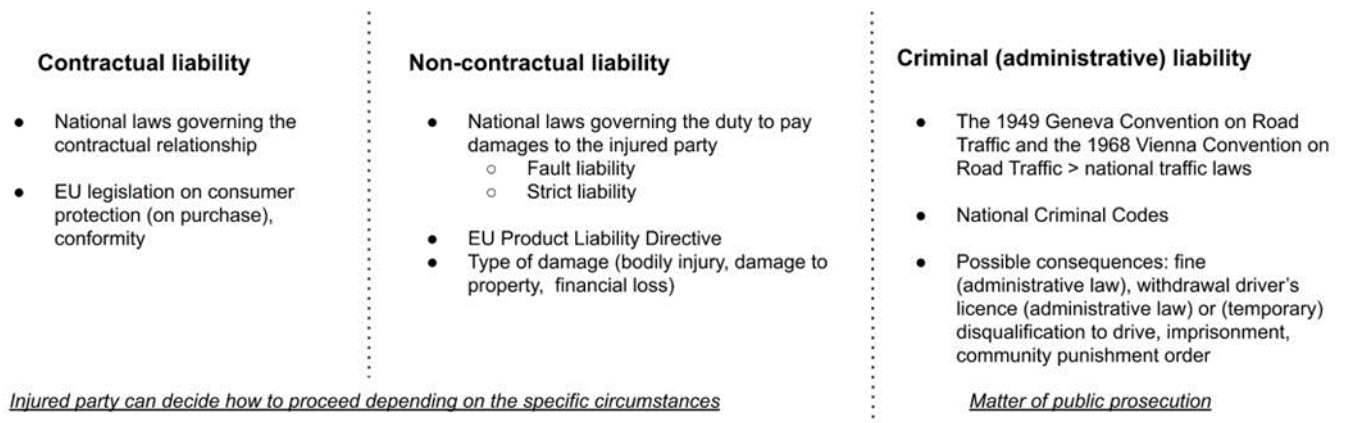 Contractual liability
● National laws governing the
contractual relationship
● EU legislation on consumer
protection (on purchase),
conformity
Non-contractual liability
● National laws governing the duty to pay
damages to the injured party
○ Fault liability
○ Strict liability
● EU Product Liability Directive
● Type of damage (bodily injury, damage to
property, financial loss)
Injured party can decide how to proceed depending on the specific circumstances
Criminal (administrative) liability
● The 1949 Geneva Convention on Road
Traffic and the 1968 Vienna Convention on
Road Traffic > national traffic laws
● National Criminal Codes
● Possible consequences: fine
(administrative law), withdrawal driver's
licence (administrative law) or (temporary)
disqualification to drive, imprisonment,
community punishment order
Matter of public prosecution